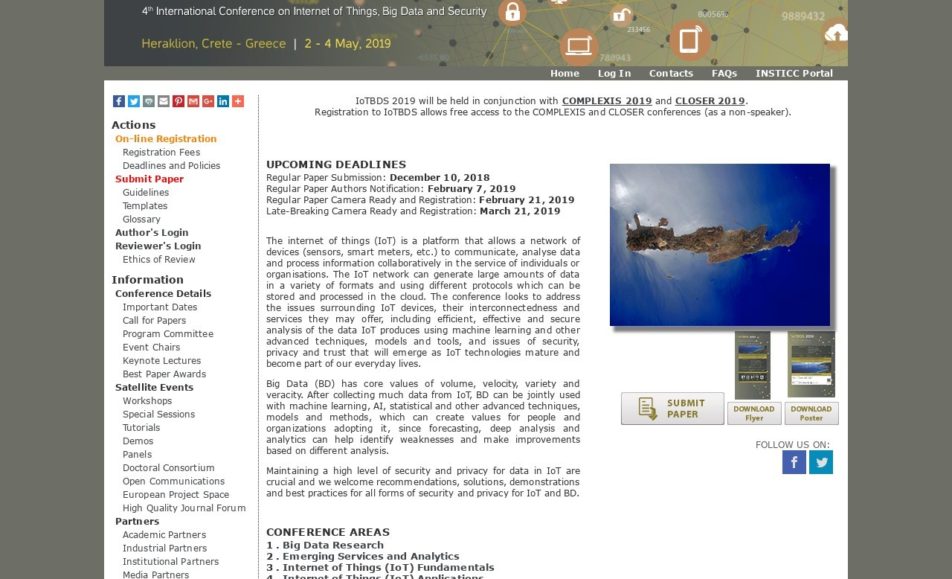 4th International Conference on Internet of Things, Big Data and Security
Heraklion, Crete - Greece | 2 - 4 May, 2019
8005696
9889432
233456
788943
Home Log In Contacts FAQs INSTICC Portal
IoTBDS 2019 will be held in conjunction with COMPLEXIS 2019 and CLOSER 2019.
Registration to IoTBDS allows free access to the COMPLEXIS and CLOSER conferences (as a non-speaker).
Actions
On-line Registration
Registration Fees
Deadlines and Policies
Submit Paper
Guidelines
Templates
Glossary
Author's Login
Reviewer's Login
Ethics of Review
Information
Conference Details
Important Dates
Call for Papers
Program Committee
Event Chairs
Keynote Lectures
Best Paper Awards
Satellite Events
Workshops
Special Sessions
Tutorials
Demos
Panels
Doctoral Consortium
Open Communications
European Project Space
High Quality Journal Forum
Partners
Academic Partners
Industrial Partners
Institutional Partners
Media Partners
UPCOMING DEADLINES
Regular Paper Submission: December 10, 2018
Regular Paper Authors Notification: February 7, 2019
Regular Paper Camera Ready and Registration: February 21, 2019
Late-Breaking Camera Ready and Registration: March 21, 2019
The internet of things (IoT) is a platform that allows a network of
devices (sensors, smart meters, etc.) to communicate, analyse data
and process information collaboratively in the service of individuals or
organisations. The IoT network can generate large amounts of data
in a variety of formats and using different protocols which can be
stored and processed in the cloud. The conference looks to address
the issues surrounding IoT devices, their interconnectedness and
services they may offer, including efficient, effective and secure
analysis of the data IoT produces using machine learning and other
advanced techniques, models and tools, and issues of security,
privacy and trust that will emerge as IoT technologies mature and
become part of our everyday lives.
Big Data (BD) has core values of volume, velocity, variety and
veracity. After collecting much data from IoT, BD can be jointly used
with machine learning, AI, statistical and other advanced techniques,
models and methods, which can create values for people and
organizations adopting it, since forecasting, deep analysis and
analytics can help identify weaknesses and make improvements
based on different analysis.
Maintaining a high level of security and privacy for data in IoT are
crucial and we welcome recommendations, solutions, demonstrations
and best practices for all forms of security and privacy for IoT and BD.
CONFERENCE AREAS
1 . Big Data Research
2 . Emerging Services and Analytics
3 . Internet of Things (IoT) Fundamentals
4 . Internet of Things (IoT) Applications
SUBMIT
PAPER
DOWNLOAD
Flyer
DOWNLOAD
Poster
FOLLOW US ON: